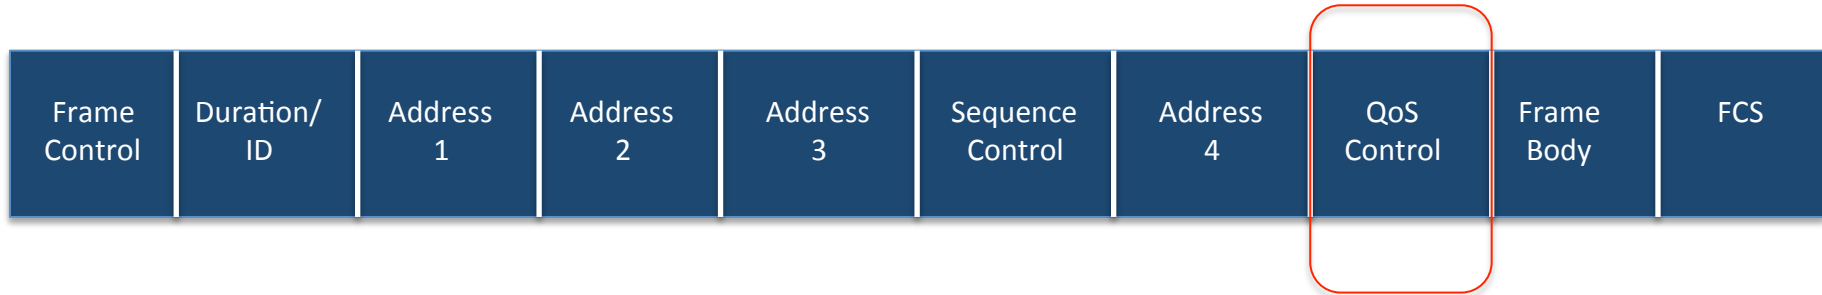 Frame
Control
Duration/
ID
Address
1
Address
2
Address
3
Sequence
Control
Address
4
QoS
Control
Frame
Body
FCS